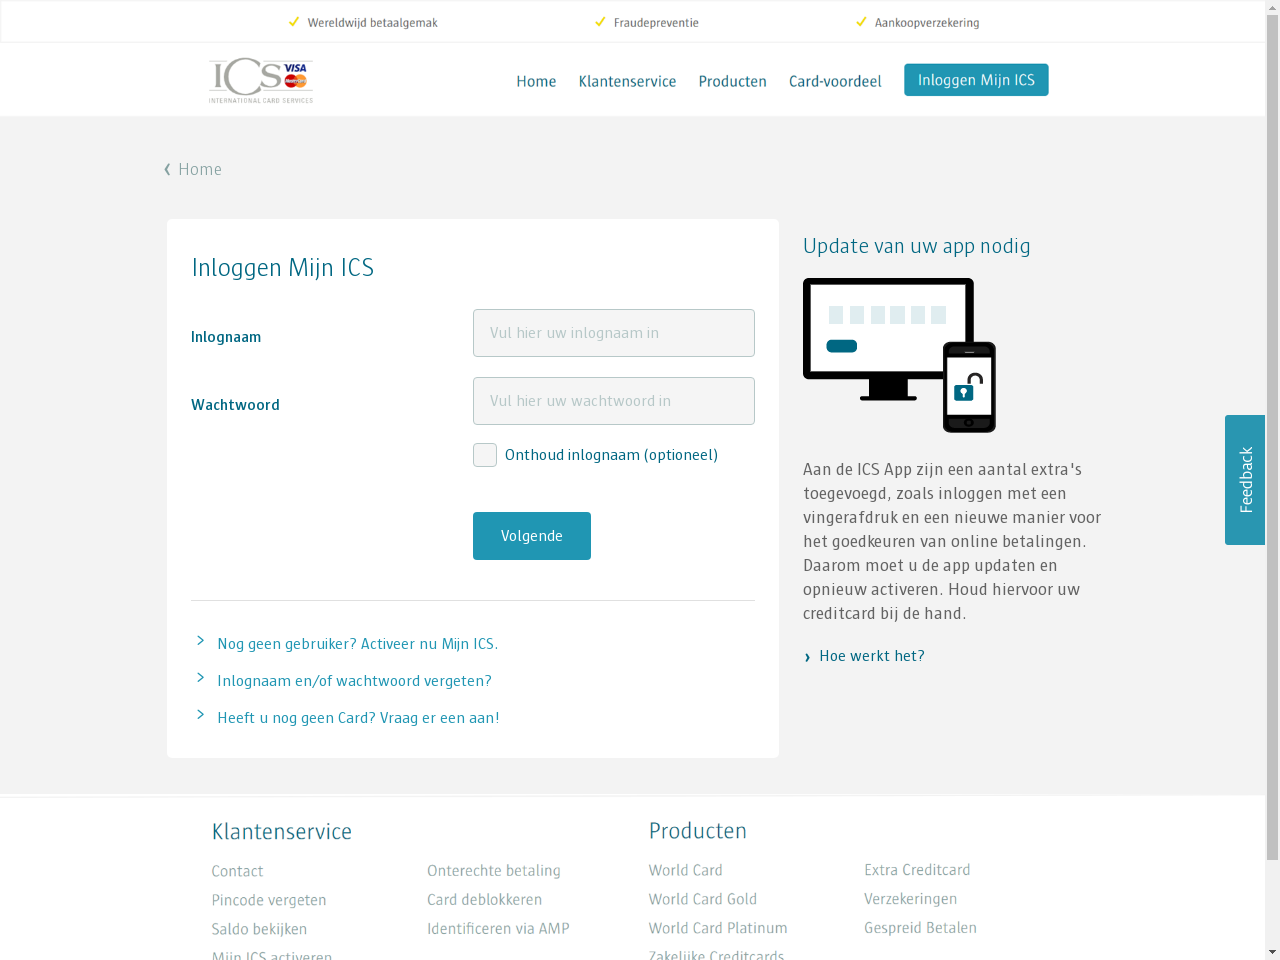 Wereldwijd betaalgemak
Fraudepreventie
Aankoopverzekering
ICS
VISA
MasterCard
INTERNATIONAL CARD SERVICES
Home
Klantenservice
Producten
Card-voordeel
Inloggen Mijn ICS
Home
Inloggen Mijn ICS
Inlognaam
Vul hier uw inlognaam in
Wachtwoord
Vul hier uw wachtwoord in
Onthoud inlognaam (optioneel)
Volgende
Nog geen gebruiker? Activeer nu Mijn ICS.
Inlognaam en/of wachtwoord vergeten?
Heeft u nog geen Card? Vraag er een aan!
Update van uw app nodig
Aan de ICS App zijn een aantal extra's
toegevoegd, zoals inloggen met een
vingerafdruk en een nieuwe manier voor
het goedkeuren van online betalingen.
Daarom moet u de app updaten en
opnieuw activeren. Houd hiervoor uw
creditcard bij de hand.
Hoe werkt het?
Feedback
Klantenservice
Contact
Pincode vergeten
Saldo bekijken
Mijn ICS activeren
Onterechte betaling
Card deblokkeren
Identificeren via AMP
Producten
World Card
World Card Gold
World Card Platinum
Zakelijke Creditcards
Extra Creditcard
Verzekeringen
Gespreid Betalen